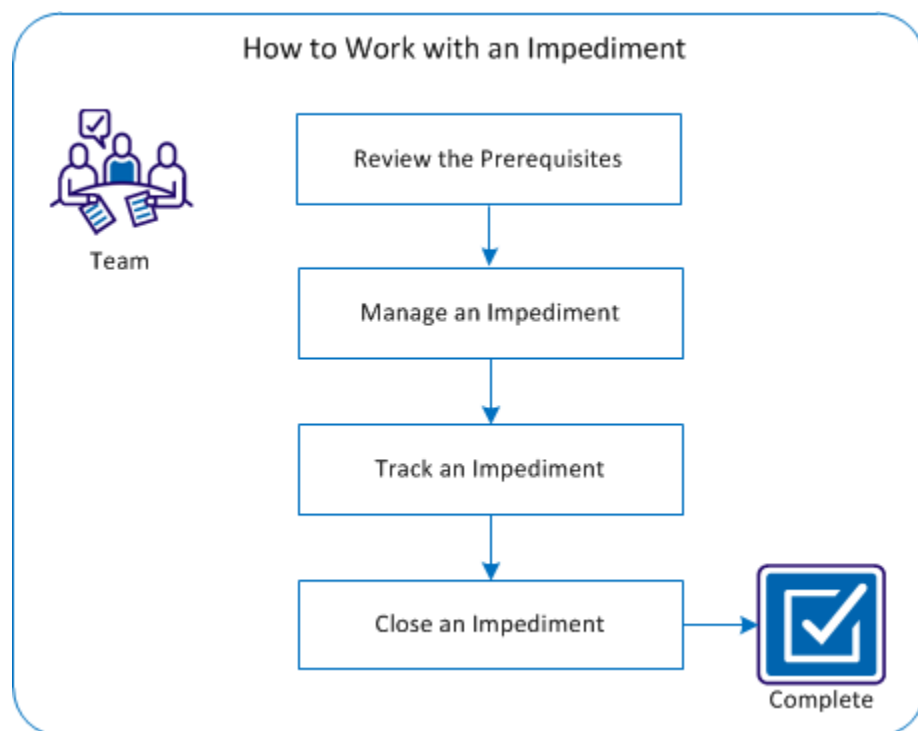 How to Work with an Impediment
Team
Review the Prerequisites
Manage an Impediment
Track an Impediment
Close an Impediment
Complete